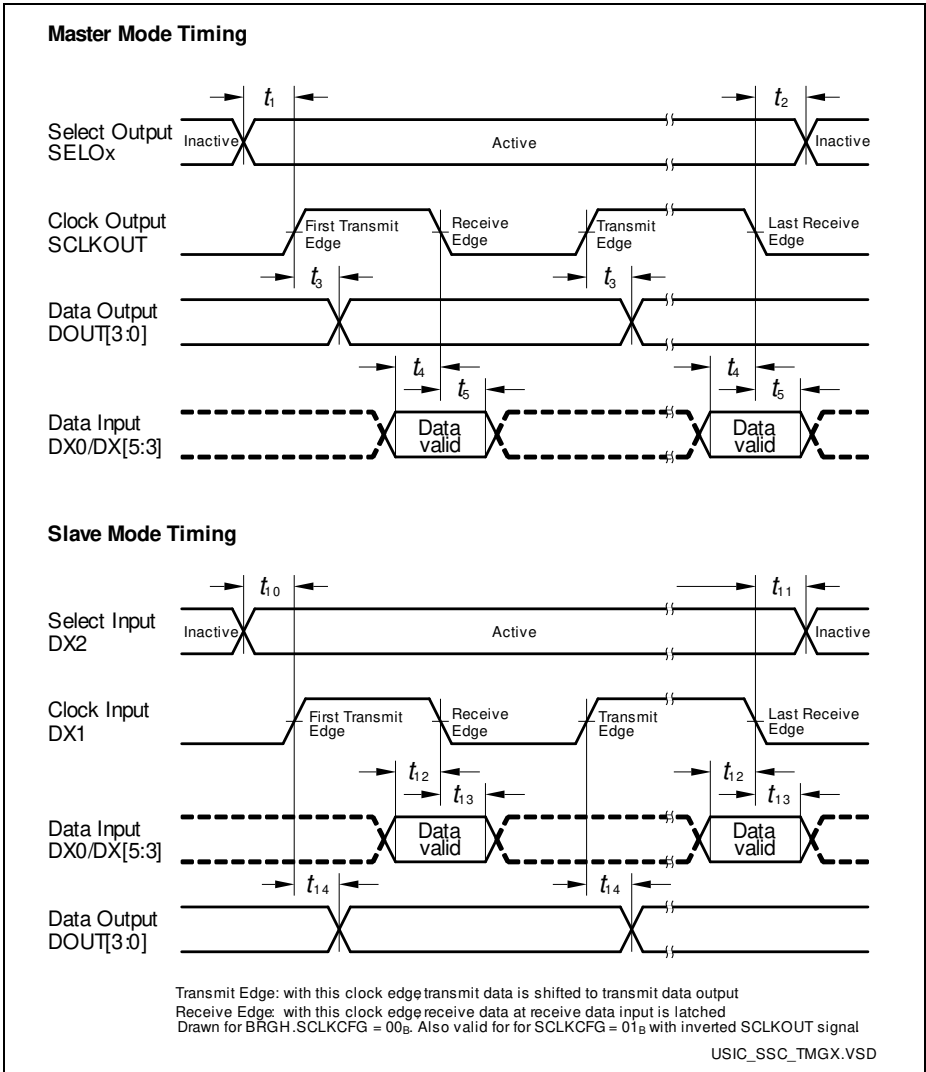 Master Mode Timing
t1
t2
Select Output
SELOx
Inactive
Active
Inactive
Clock Output
SCLKOUT
First Transmit
Edge
Receive
Edge
Transmit
Edge
Last Receive
Edge
t3
t3
Data Output
DOUT[3:0]
t4
t5
t4
t5
Data Input
DX0/DX[5:3]
Data
valid
Data
valid
Slave Mode Timing
t10
t11
Select Input
DX2
Inactive
Active
Inactive
Clock Input
DX1
First Transmit
Edge
Receive
Edge
Transmit
Edge
Last Receive
Edge
t12
t13
t12
t13
Data Input
DX0/DX[5:3]
Data
valid
Data
valid
t14
t14
Data Output
DOUT[3:0]
Transmit Edge: with this clock edge, transmit data is shifted to transmit data output
Receive Edge: with this clock edge, receive data at receive data input is latched
Drawn for BRGH.SCLKCFG = 00B. Also valid for for SCLKCFG = 01B with inverted SCLKOUT signal.
USIC_SSC_TMGX.VSD